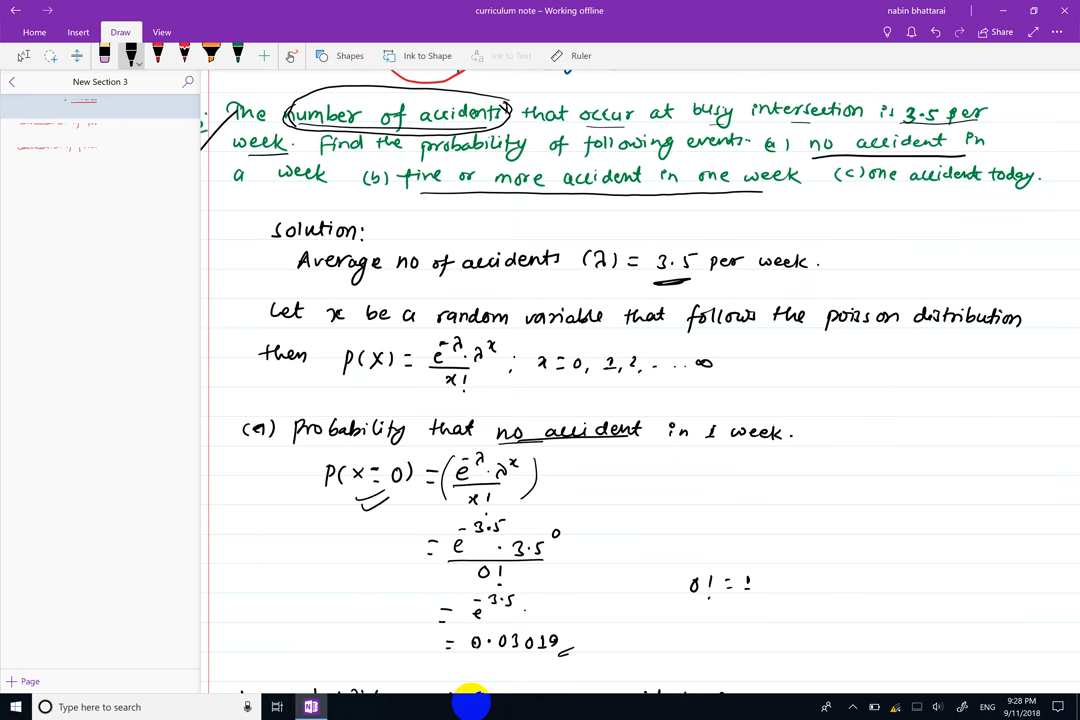 curriculum note – Working offline
nabin bhattarai
Home Insert Draw View
Share
Shapes Ink to Shape Ink to Text Ruler
New Section 3
The number of accidents that occur at busy intersection is 3.5 per
week. Find the probability of following events. a) no accident in
a week (b) five or more accident in one week (c) one accident today.
Solution:
Average no of accidents (λ) = 3.5 per week.
Let x be a random variable that follows the poisson distribution
then P(X) = e^-λ · λ^x / x! ; x = 0, 1, 2, ..... ∞
(a) Probability that no accident in 1 week.
P(x = 0) = (e^-λ · λ^x / x!)
= e^-3.5 · 3.5^0 / 0!
0! = 1
= e^-3.5
= 0.03019
Page
Type here to search
ENG
9:28 PM
9/11/2018